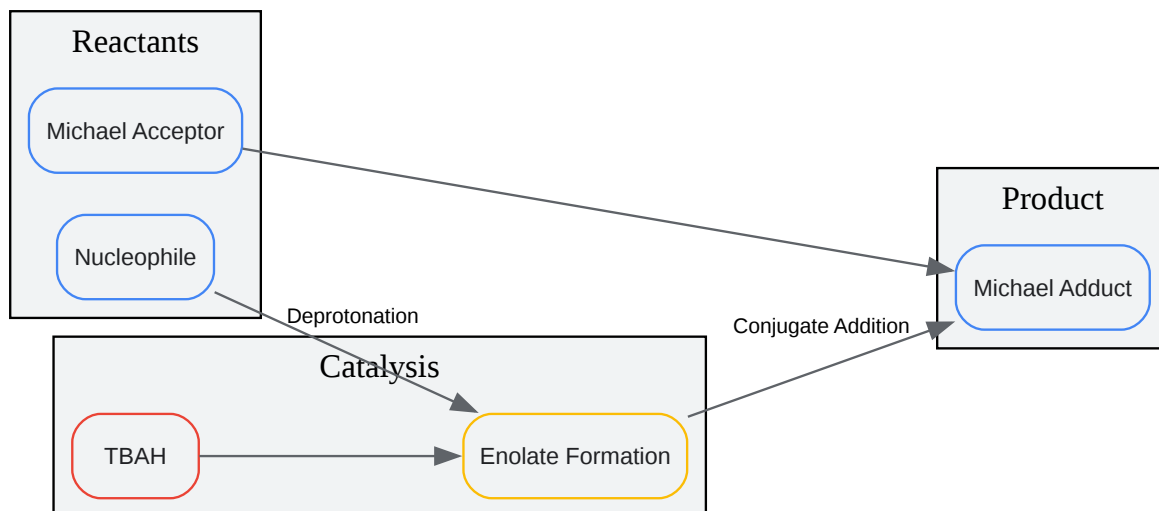 Reactants
Michael Acceptor
Nucleophile
Deprotonation
Catalysis
TBAH
Enolate Formation
Conjugate Addition
Product
Michael Adduct